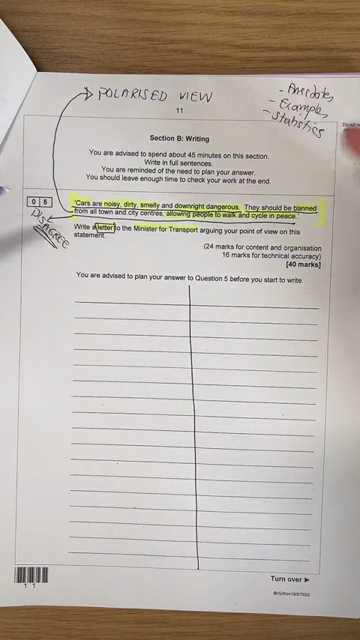 POLARISED VIEW
- Anecdotes
- Examples
- Statistics
11
Section B: Writing
You are advised to spend about 45 minutes on this section.
Write in full sentences.
You are reminded of the need to plan your answer.
You should leave enough time to check your work at the end.
0 5
'Cars are noisy, dirty, smelly and downright dangerous. They should be banned
from all town and city centres, allowing people to walk and cycle in peace.'
DISAGREE
Write a letter to the Minister for Transport arguing your point of view on this
statement.
(24 marks for content and organisation
16 marks for technical accuracy)
[40 marks]
You are advised to plan your answer to Question 5 before you start to write.
Turn over ►
1 1
IB/G/Nov18/8700/2